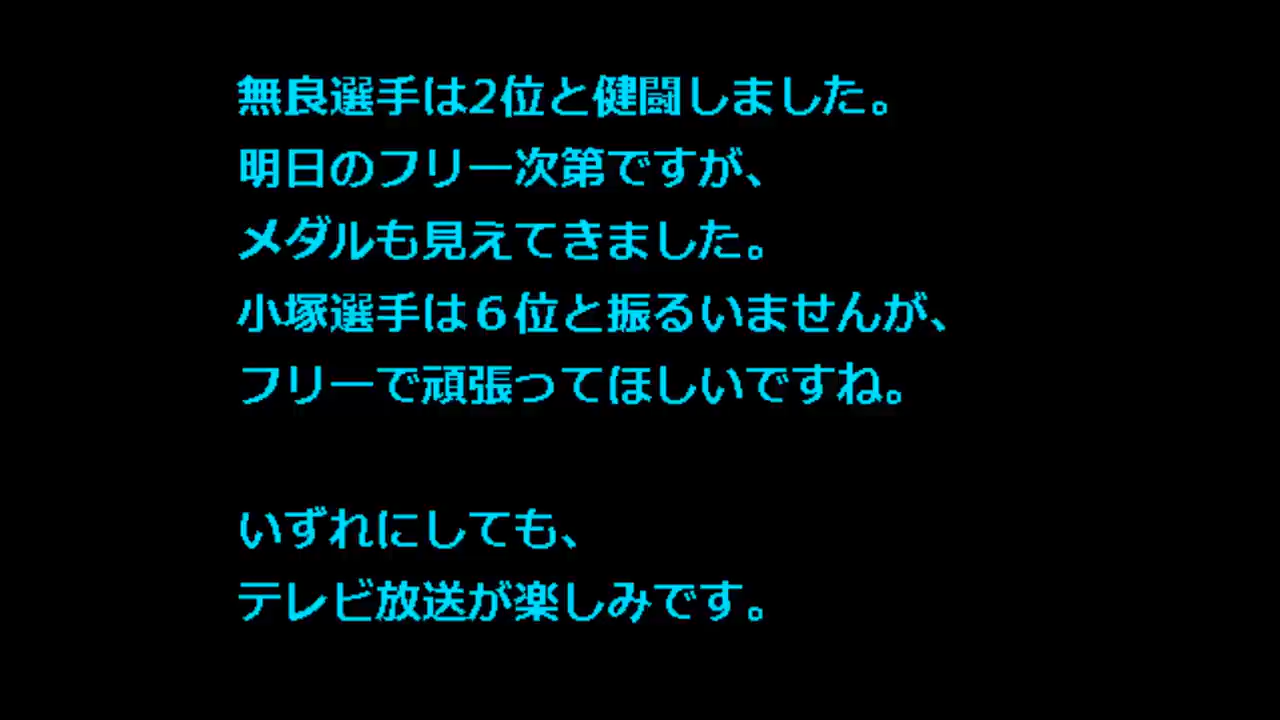 無良選手は2位と健闘しました。
明日のフリー次第ですが、
メダルも見えてきました。
小塚選手は６位と振るいませんが、
フリーで頑張ってほしいですね。
いずれにしても、
テレビ放送が楽しみです。